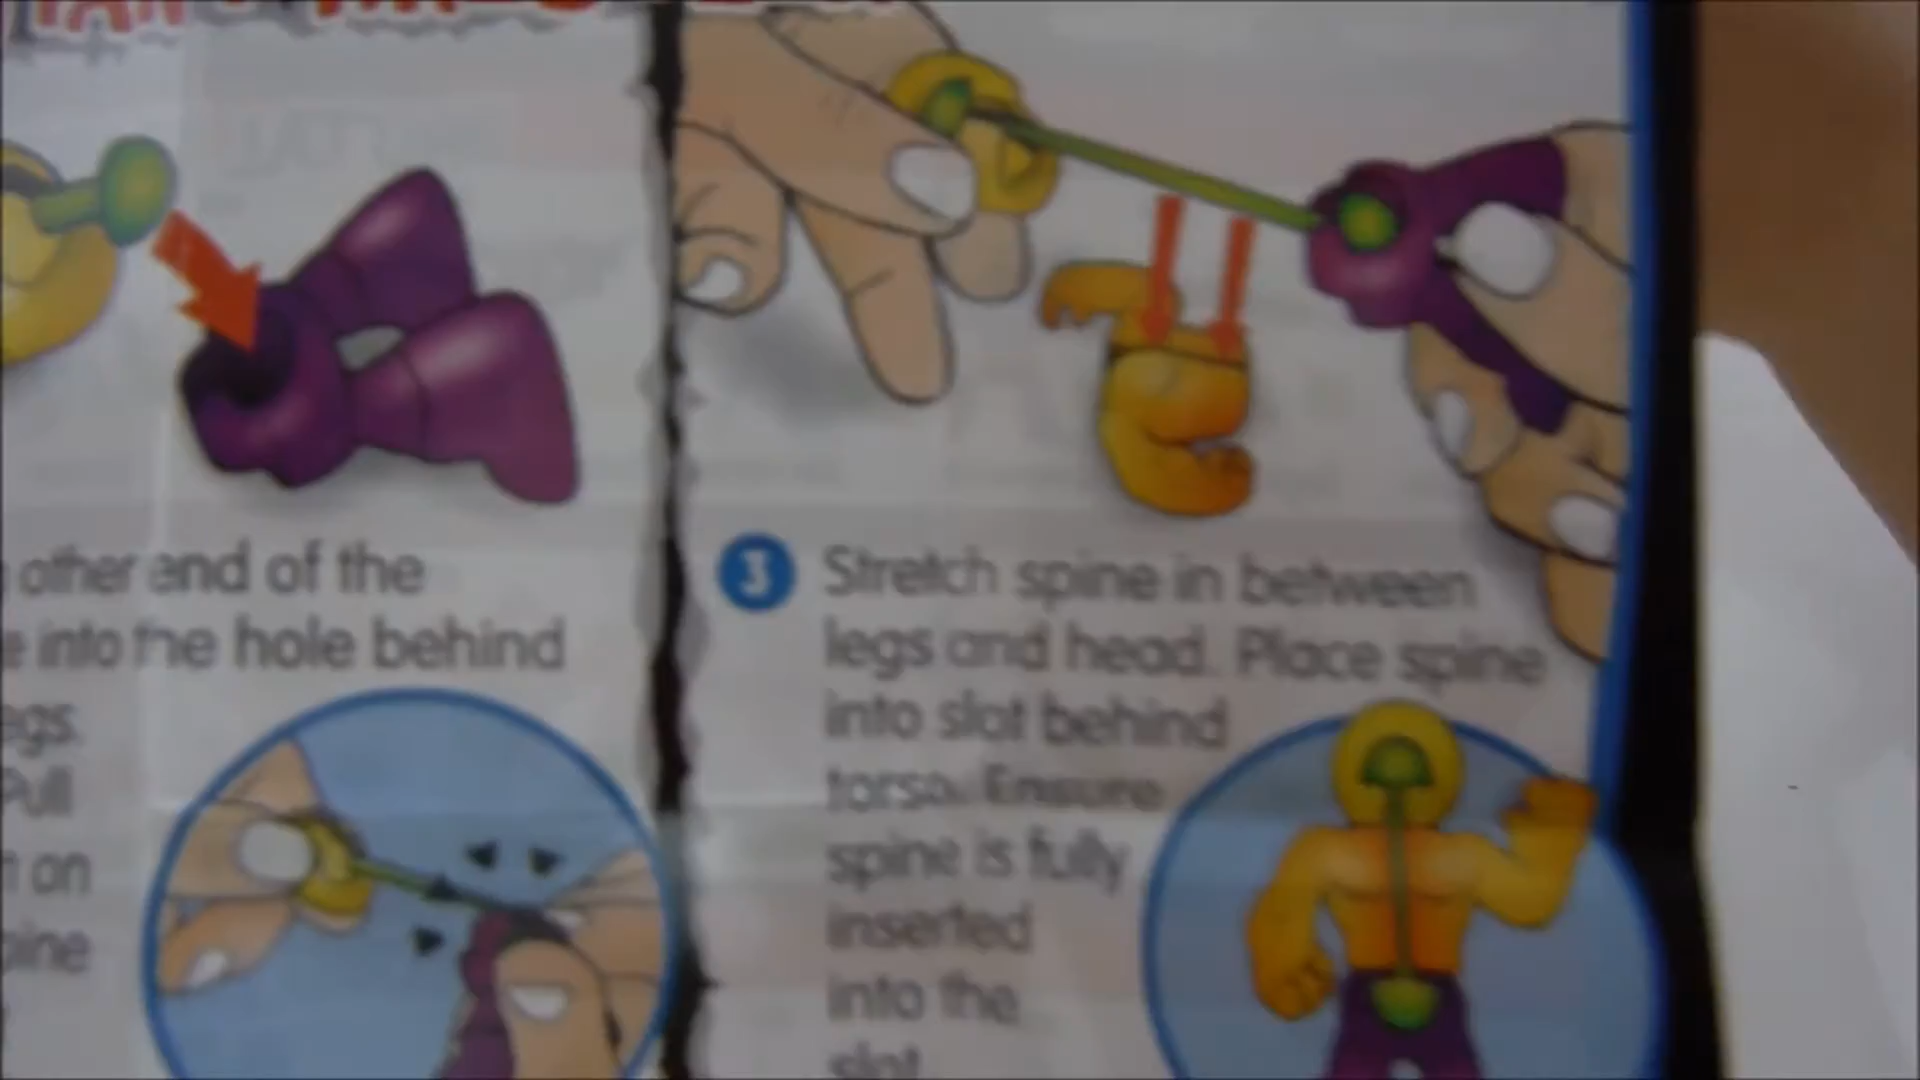 other end of the
into the hole behind
egs.
Pull
on
pine
3
Stretch spine in between
legs and head. Place spine
into slot behind
torso. Ensure
spine is fully
inserted
into the
slot.